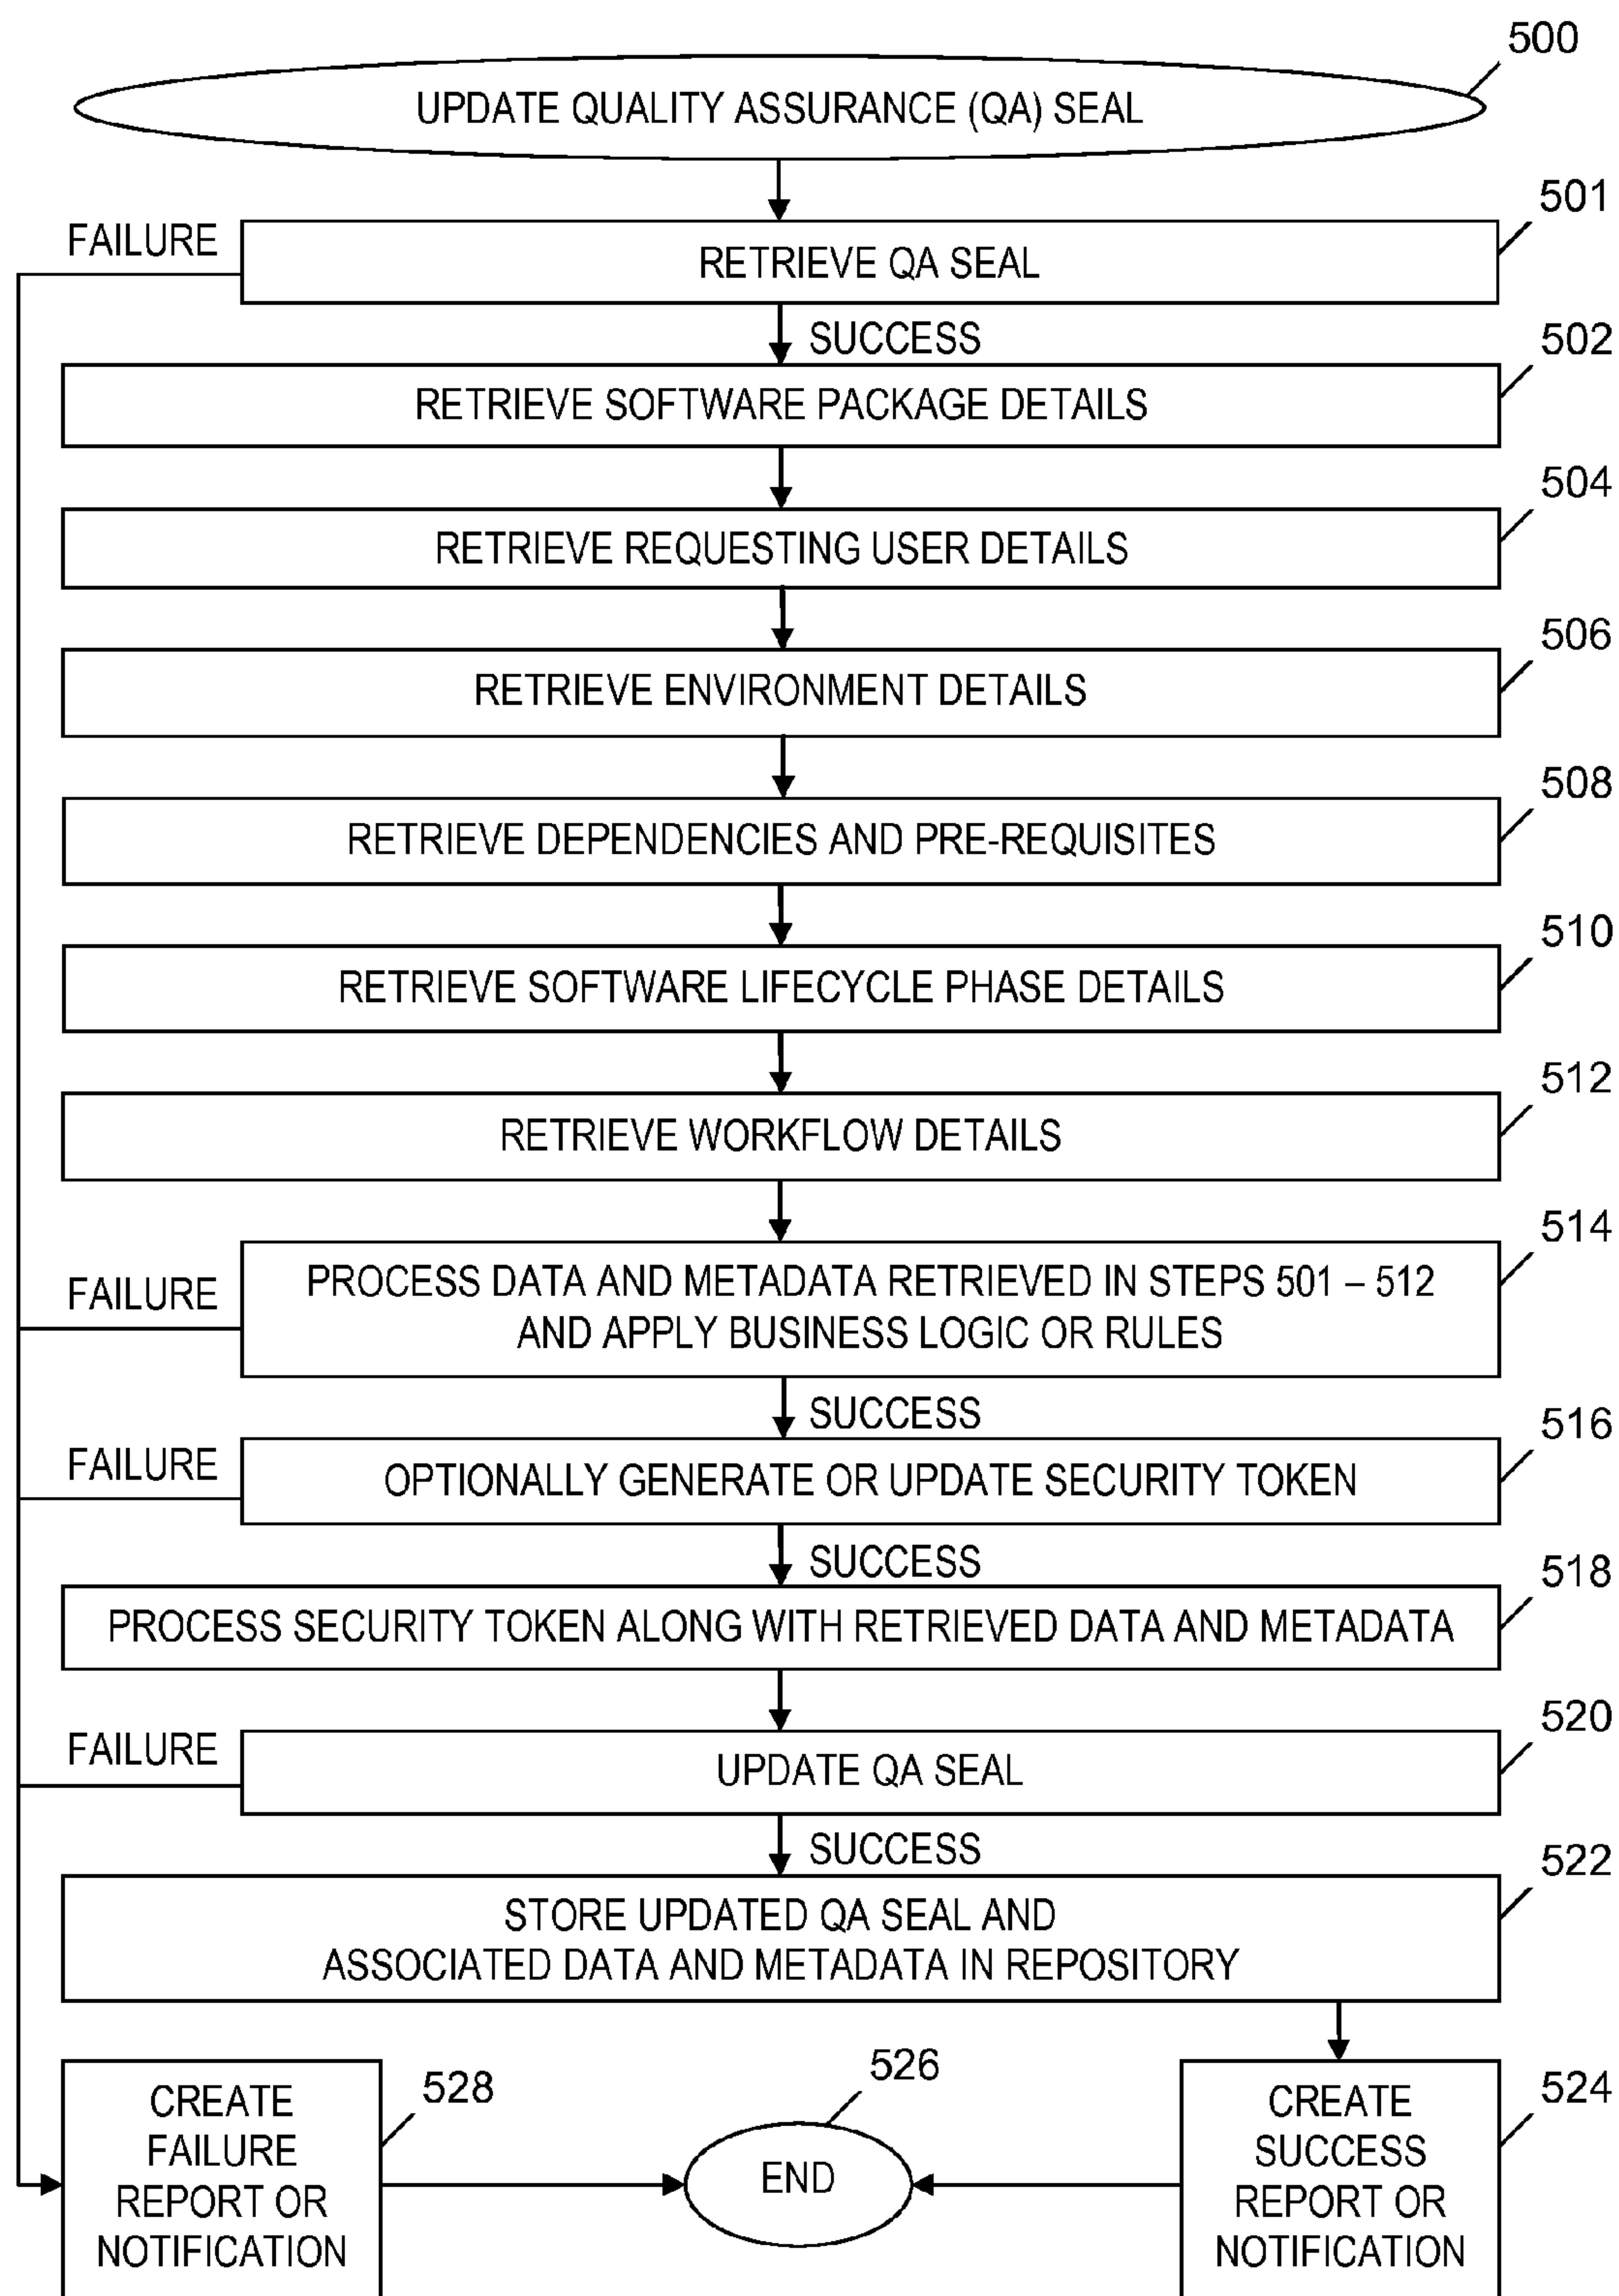 500
UPDATE QUALITY ASSURANCE (QA) SEAL
501
FAILURE
RETRIEVE QA SEAL
SUCCESS
502
RETRIEVE SOFTWARE PACKAGE DETAILS
504
RETRIEVE REQUESTING USER DETAILS
506
RETRIEVE ENVIRONMENT DETAILS
508
RETRIEVE DEPENDENCIES AND PRE-REQUISITES
510
RETRIEVE SOFTWARE LIFECYCLE PHASE DETAILS
512
RETRIEVE WORKFLOW DETAILS
514
FAILURE
PROCESS DATA AND METADATA RETRIEVED IN STEPS 501 – 512
AND APPLY BUSINESS LOGIC OR RULES
SUCCESS
516
FAILURE
OPTIONALLY GENERATE OR UPDATE SECURITY TOKEN
SUCCESS
518
PROCESS SECURITY TOKEN ALONG WITH RETRIEVED DATA AND METADATA
520
FAILURE
UPDATE QA SEAL
SUCCESS
522
STORE UPDATED QA SEAL AND
ASSOCIATED DATA AND METADATA IN REPOSITORY
528
CREATE
FAILURE
REPORT OR
NOTIFICATION
526
END
524
CREATE
SUCCESS
REPORT OR
NOTIFICATION